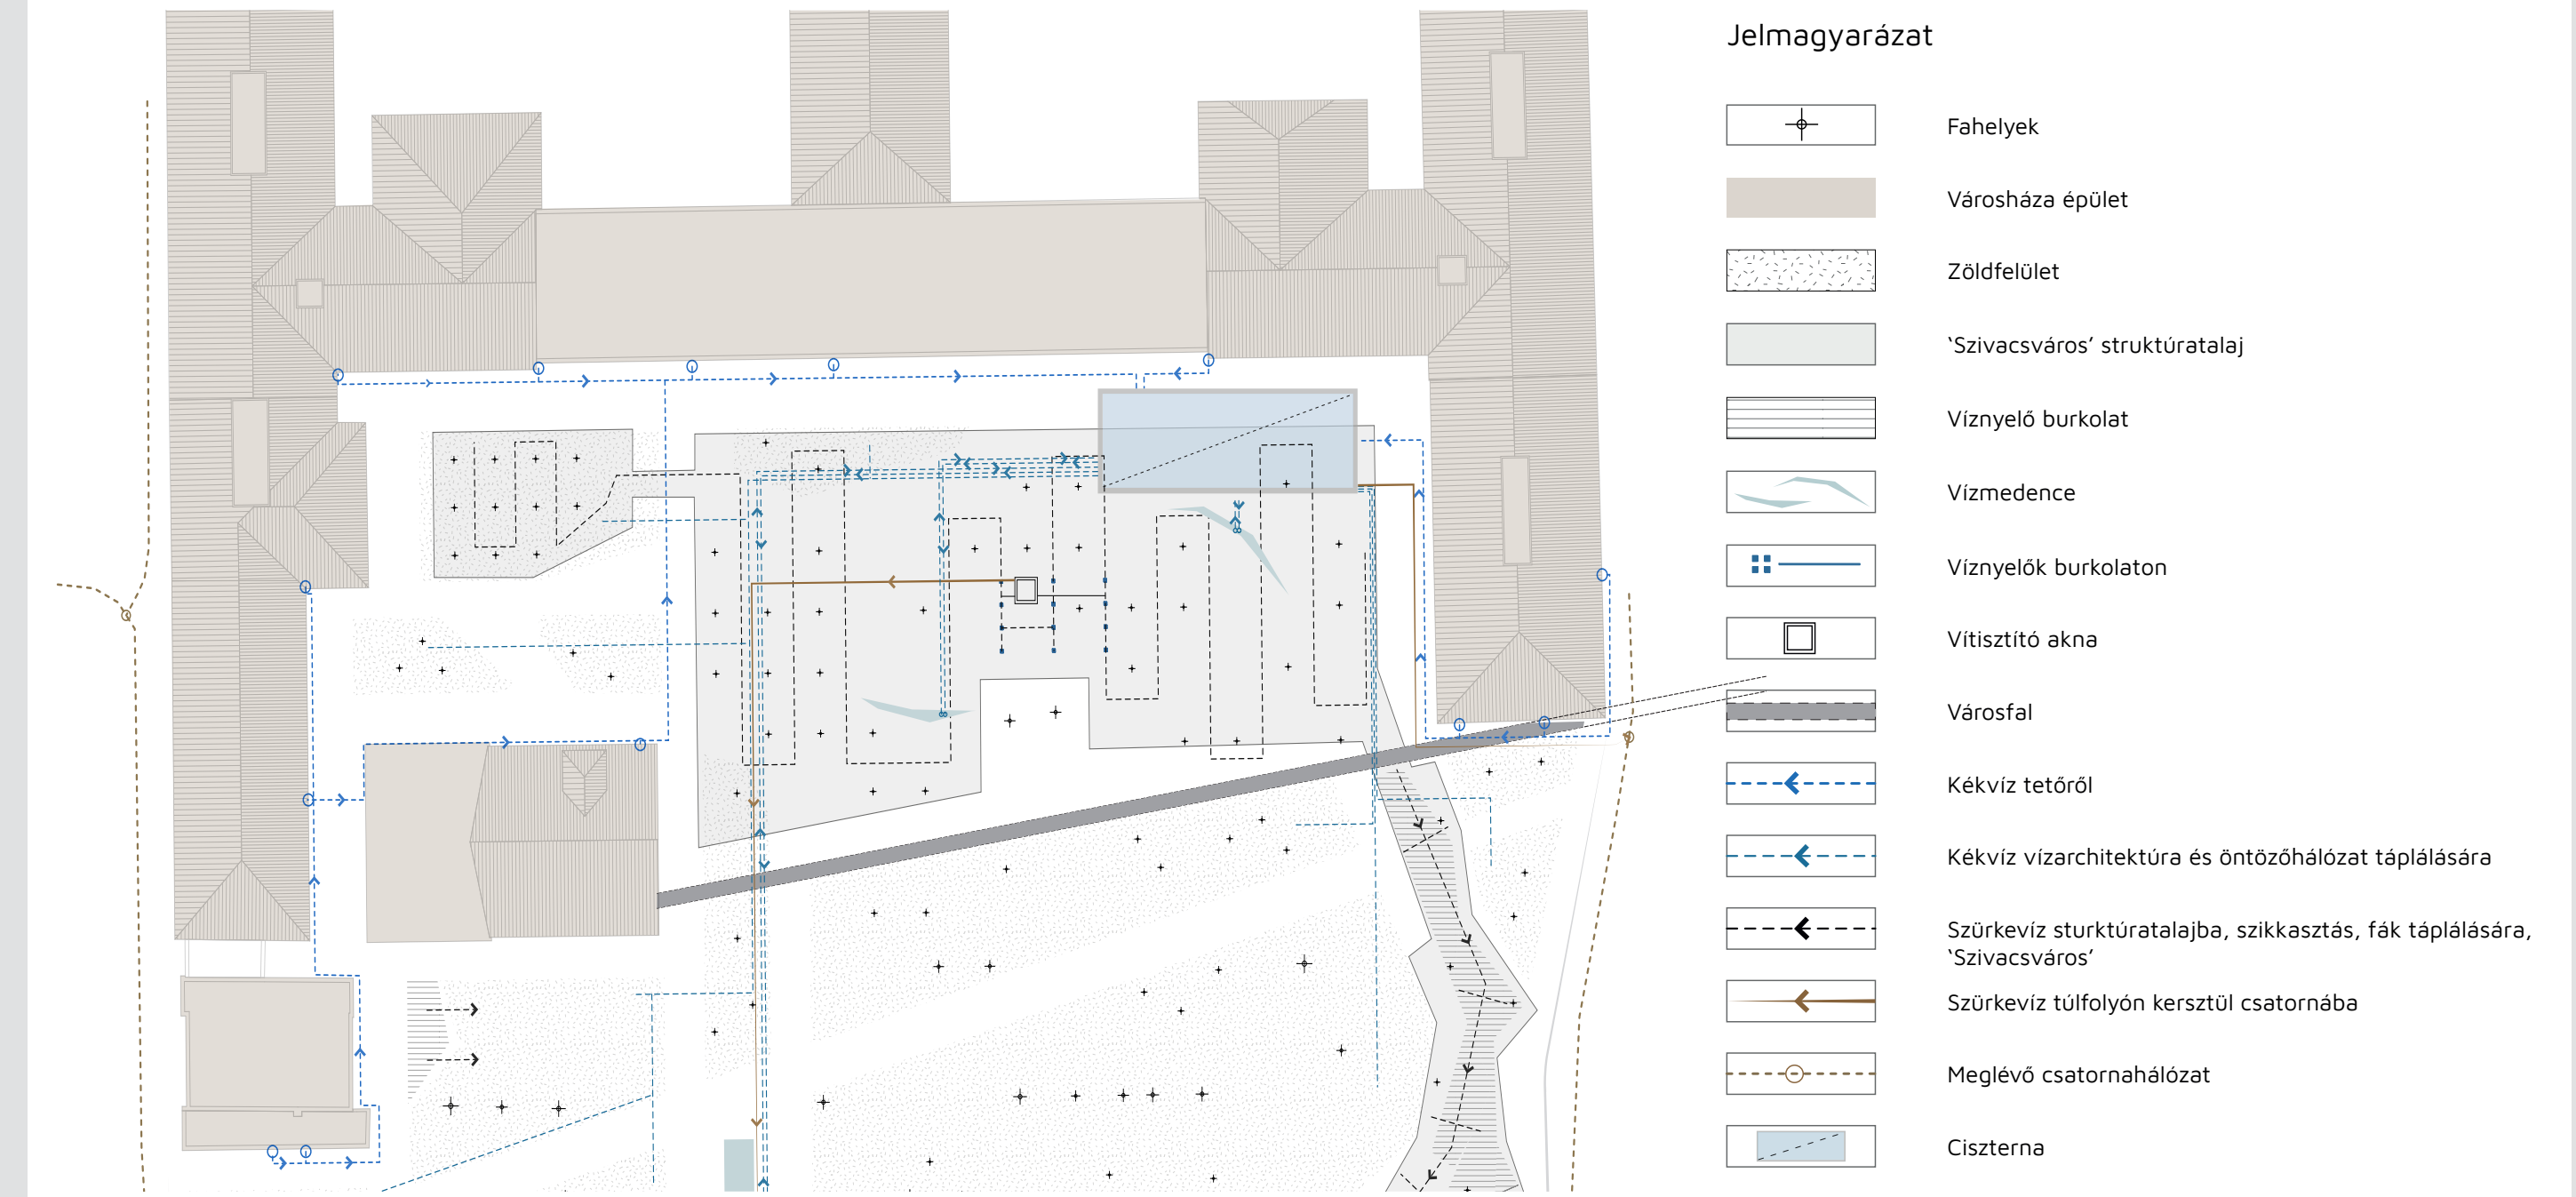 Jelmagyarázat
Fahelyek
Városháza épület
Zöldfelület
‘Szivacsváros’ struktúratalaj
Víznyelő burkolat
Vízmedence
Víznyelők burkolaton
Vítisztító akna
Városfal
Kékvíz tetőről
Kékvíz vízarchitektúra és öntözőhálózat táplálására
Szürkevíz sturktúratalajba, szikkasztás, fák táplálására,
‘Szivacsváros’
Szürkevíz túlfolyón kersztül csatornába
Meglévő csatornahálózat
Ciszterna